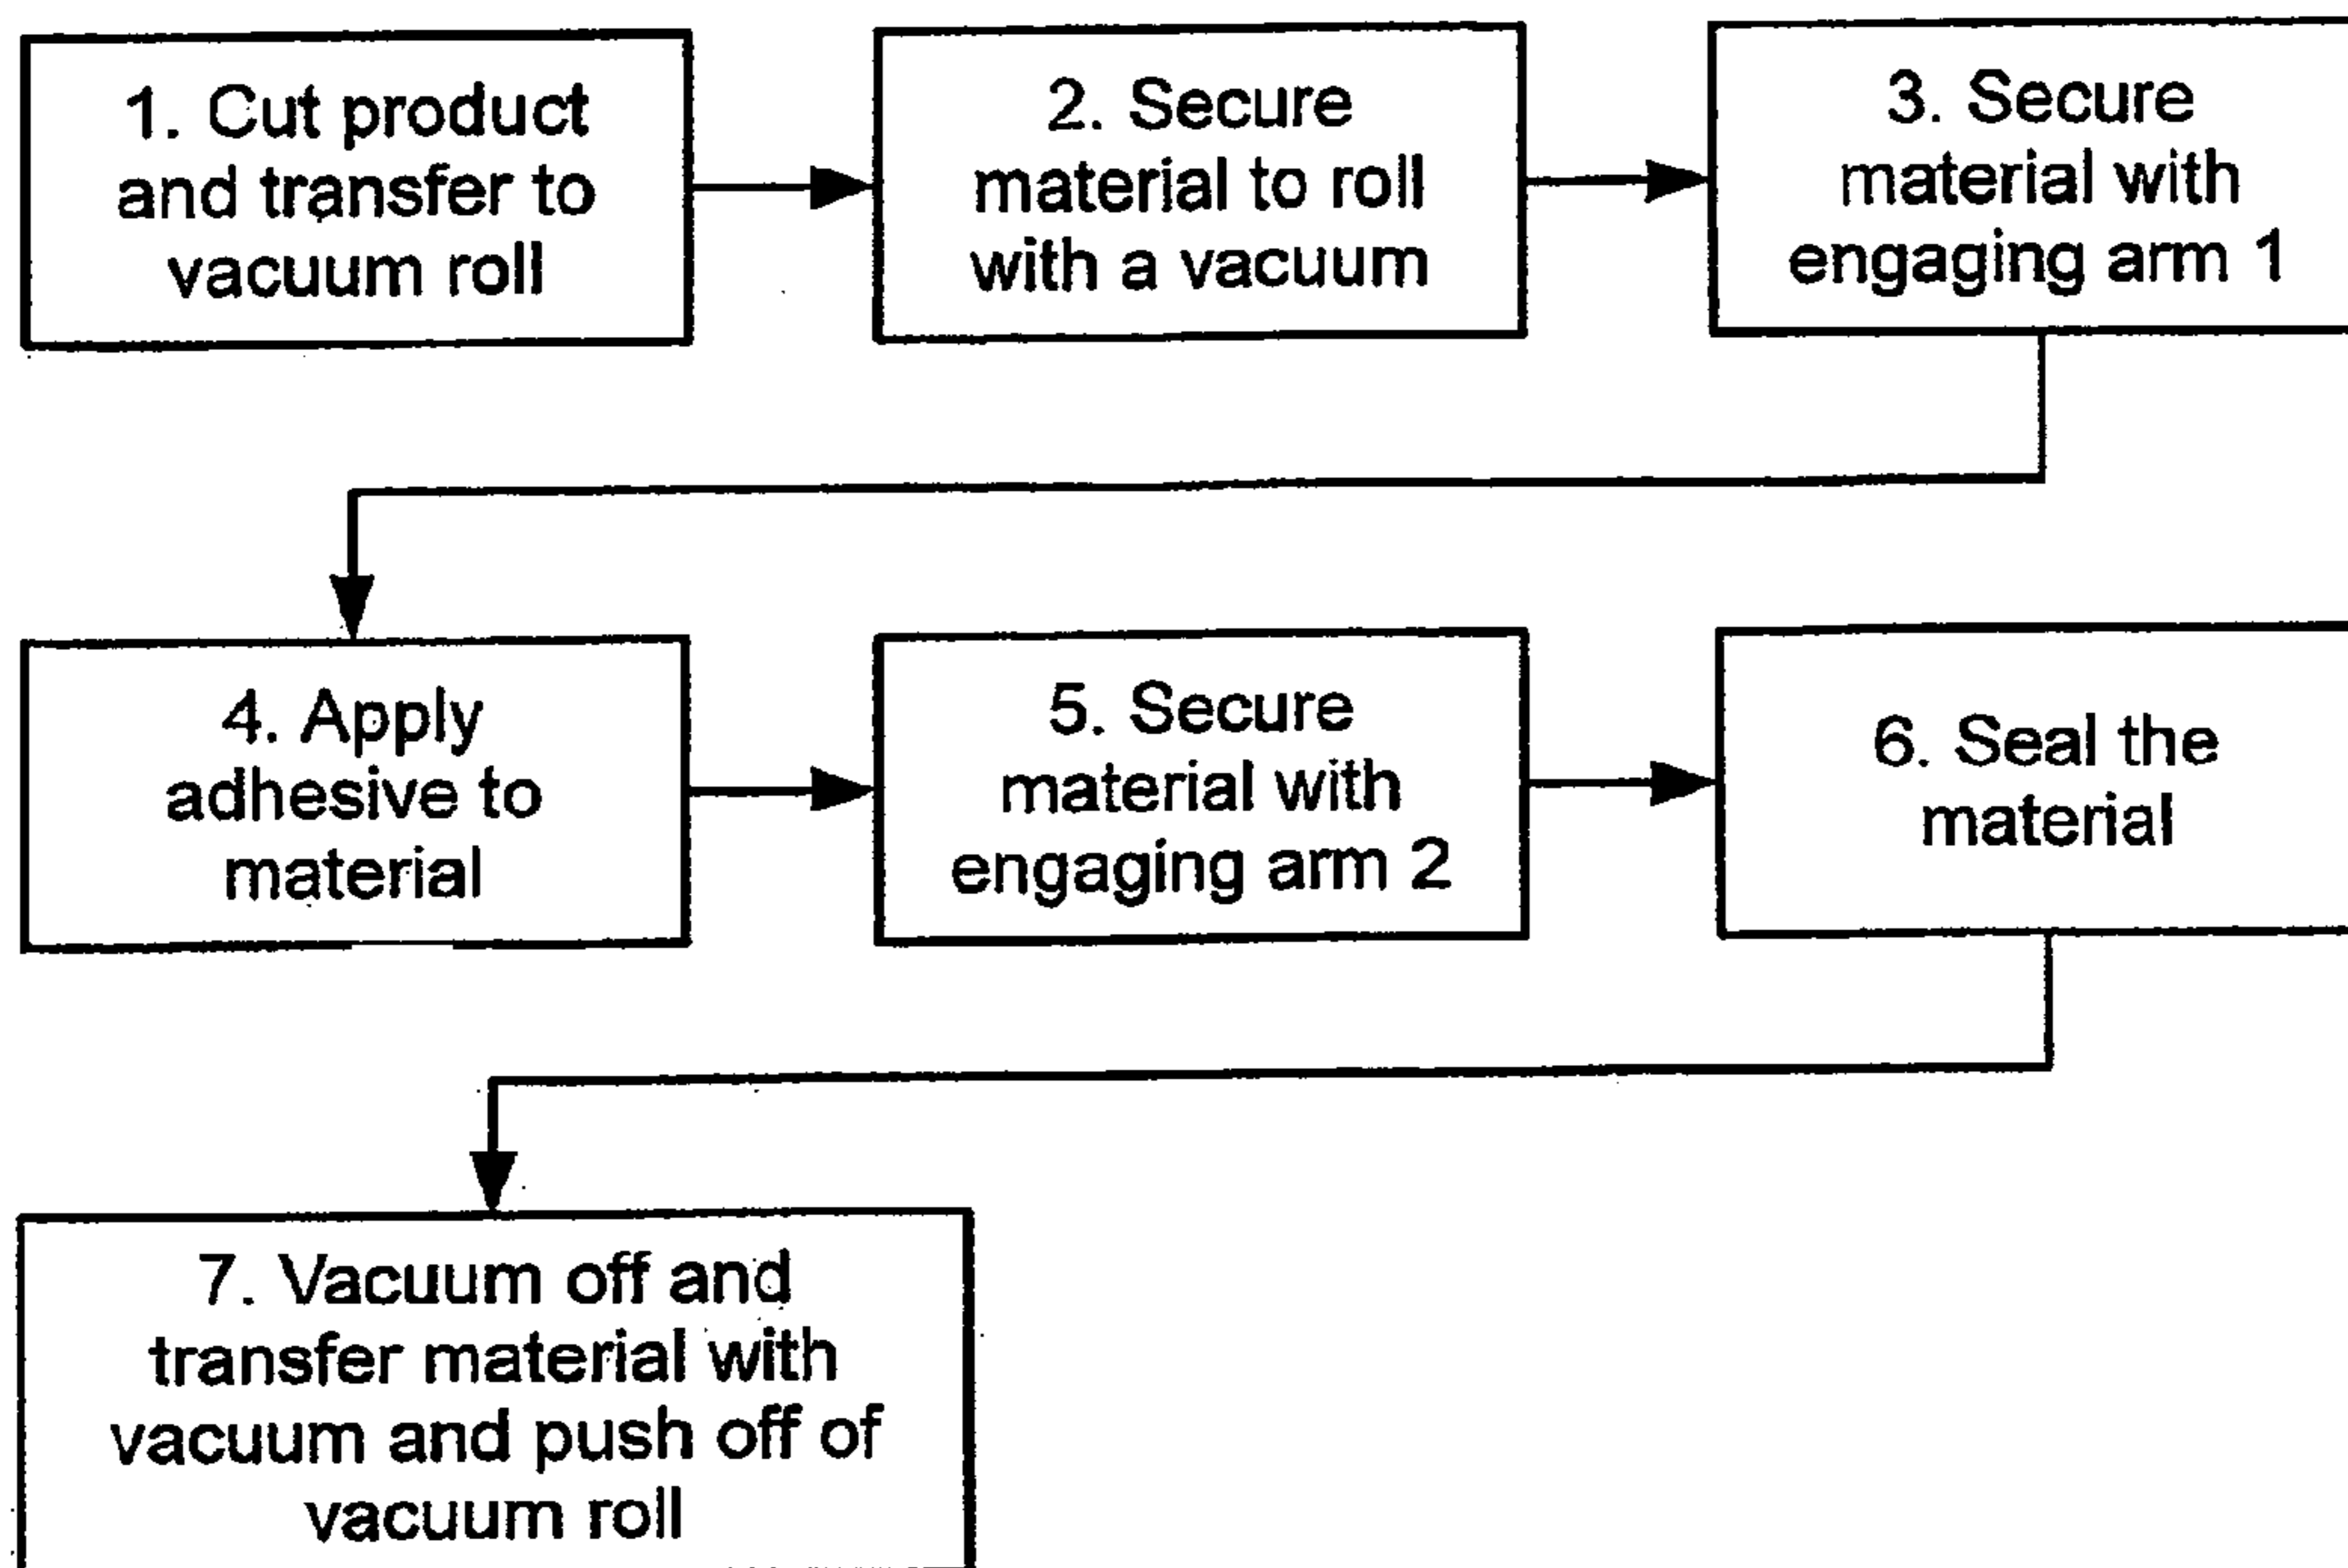 1. Cut product
and transfer to
vacuum roll
2. Secure
material to roll
with a vacuum
3. Secure
material with
engaging arm 1
4. Apply
adhesive to
material
5. Secure
material with
engaging arm 2
6. Seal the
material
7. Vacuum off and
transfer material with
vacuum and push off of
vacuum roll